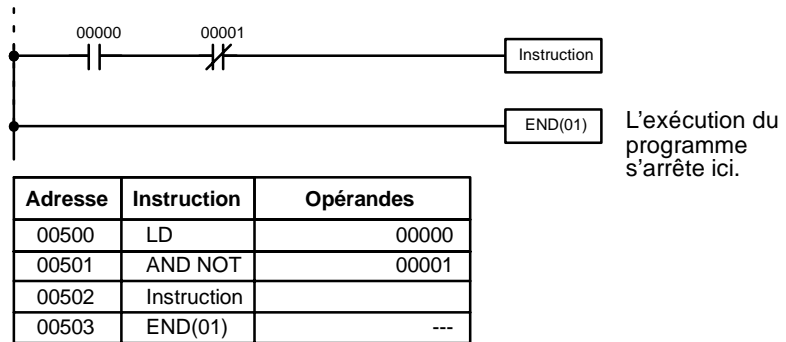 00000 00001
Instruction
END(01)
L'exécution du
programme
s'arrête ici.
Adresse Instruction Opérandes
00500 LD 00000
00501 AND NOT 00001
00502 Instruction
00503 END(01) ---